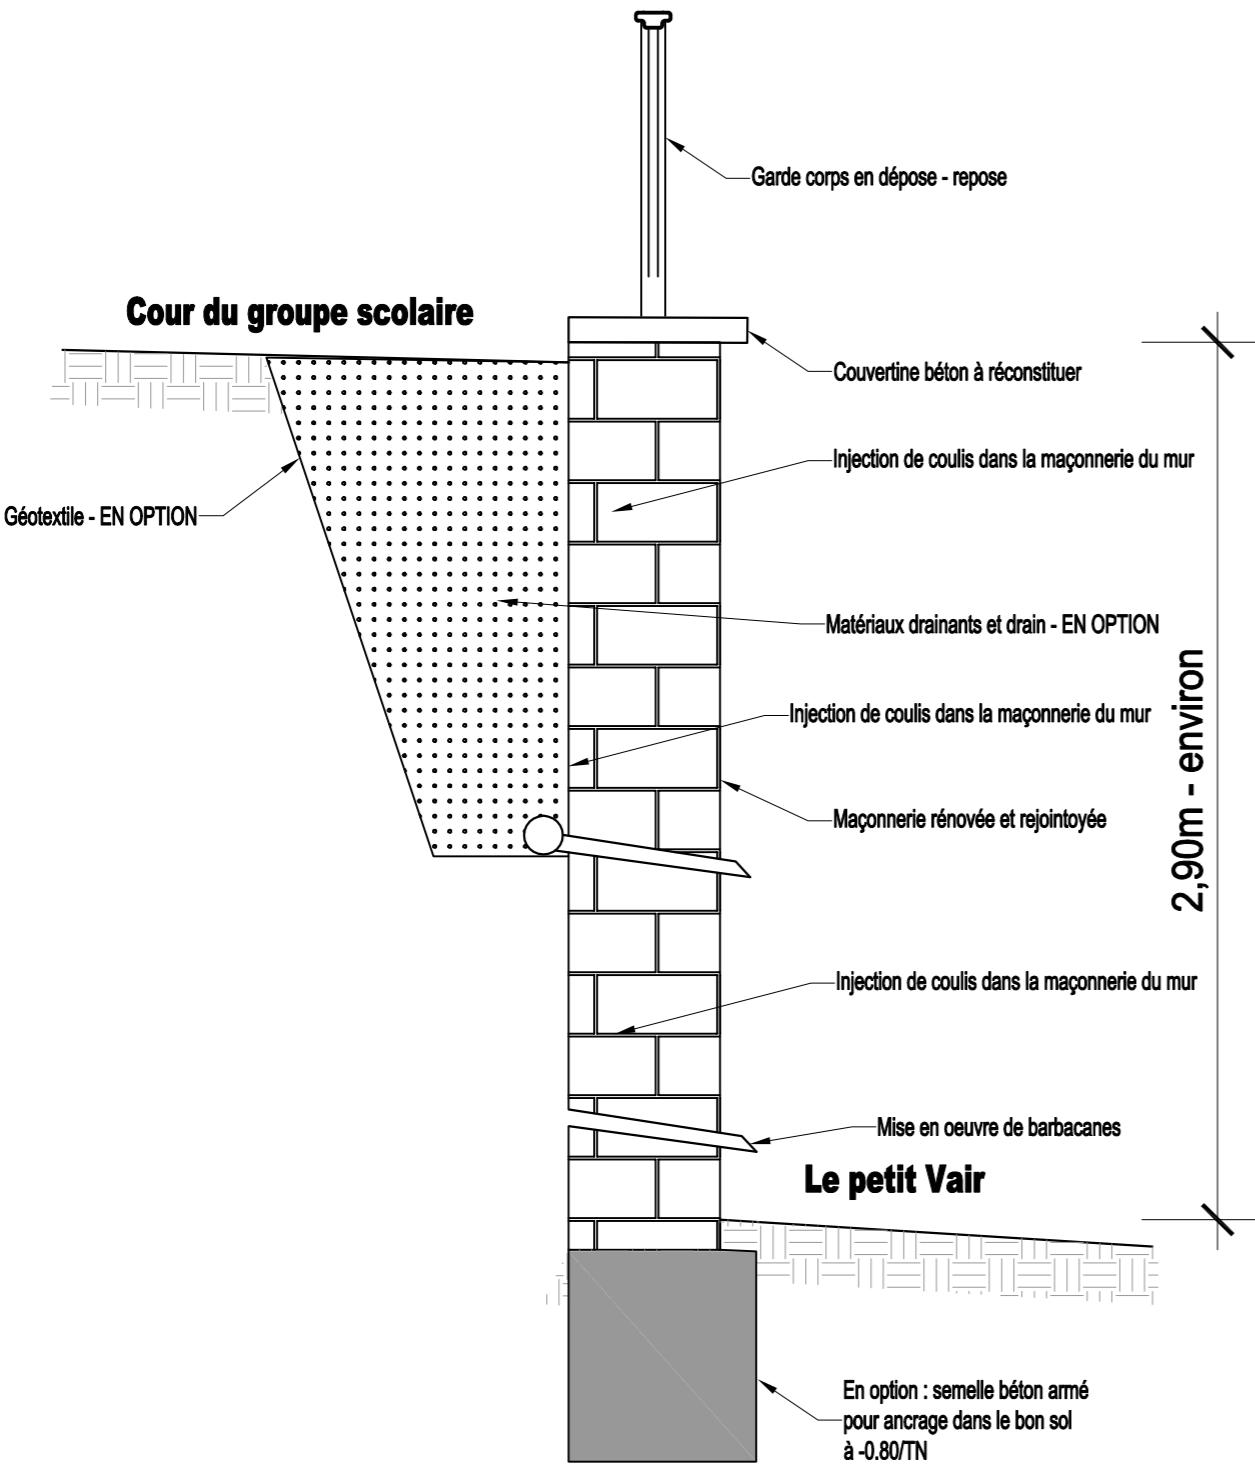 Garde corps en dépose - repose
Cour du groupe scolaire
Couvertine béton à réconstituer
Injection de coulis dans la maçonnerie du mur
Géotextile - EN OPTION
Matériaux drainants et drain - EN OPTION
Injection de coulis dans la maçonnerie du mur
Maçonnerie rénovée et rejointoyée
2,90m - environ
Injection de coulis dans la maçonnerie du mur
Mise en oeuvre de barbacanes
Le petit Vair
En option : semelle béton armé
pour ancrage dans le bon sol
à -0.80/TN